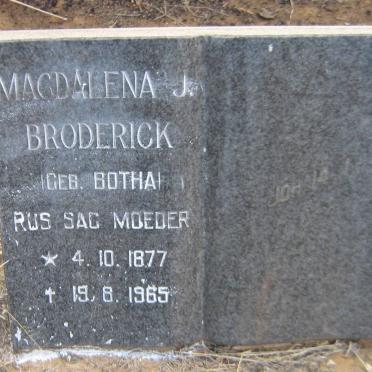 MAGDALENA J.
BRODERICK
(GEB. BOTHA)
RUS SAG MOEDER
★ 4. 10. 1877
✝ 19. 8. 1965